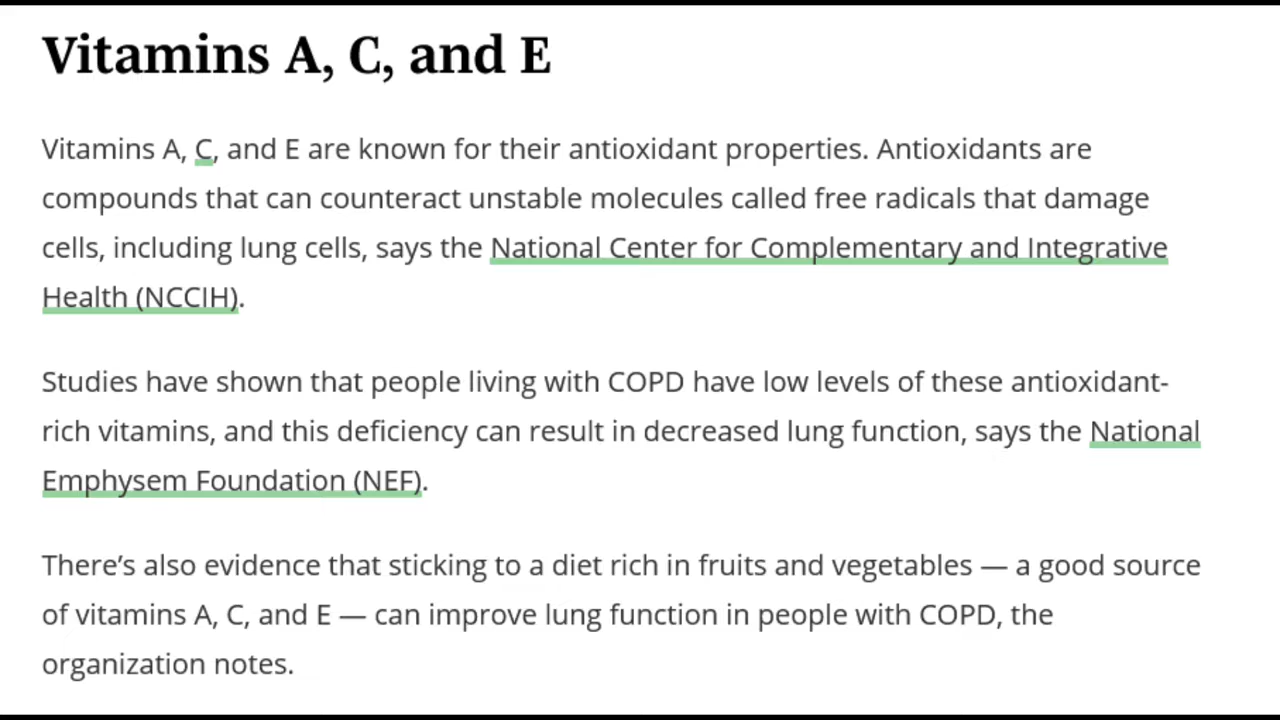 Vitamins A, C, and E
Vitamins A, C, and E are known for their antioxidant properties. Antioxidants are
compounds that can counteract unstable molecules called free radicals that damage
cells, including lung cells, says the National Center for Complementary and Integrative
Health (NCCIH).
Studies have shown that people living with COPD have low levels of these antioxidant-
rich vitamins, and this deficiency can result in decreased lung function, says the National
Emphysem Foundation (NEF).
There’s also evidence that sticking to a diet rich in fruits and vegetables — a good source
of vitamins A, C, and E — can improve lung function in people with COPD, the
organization notes.